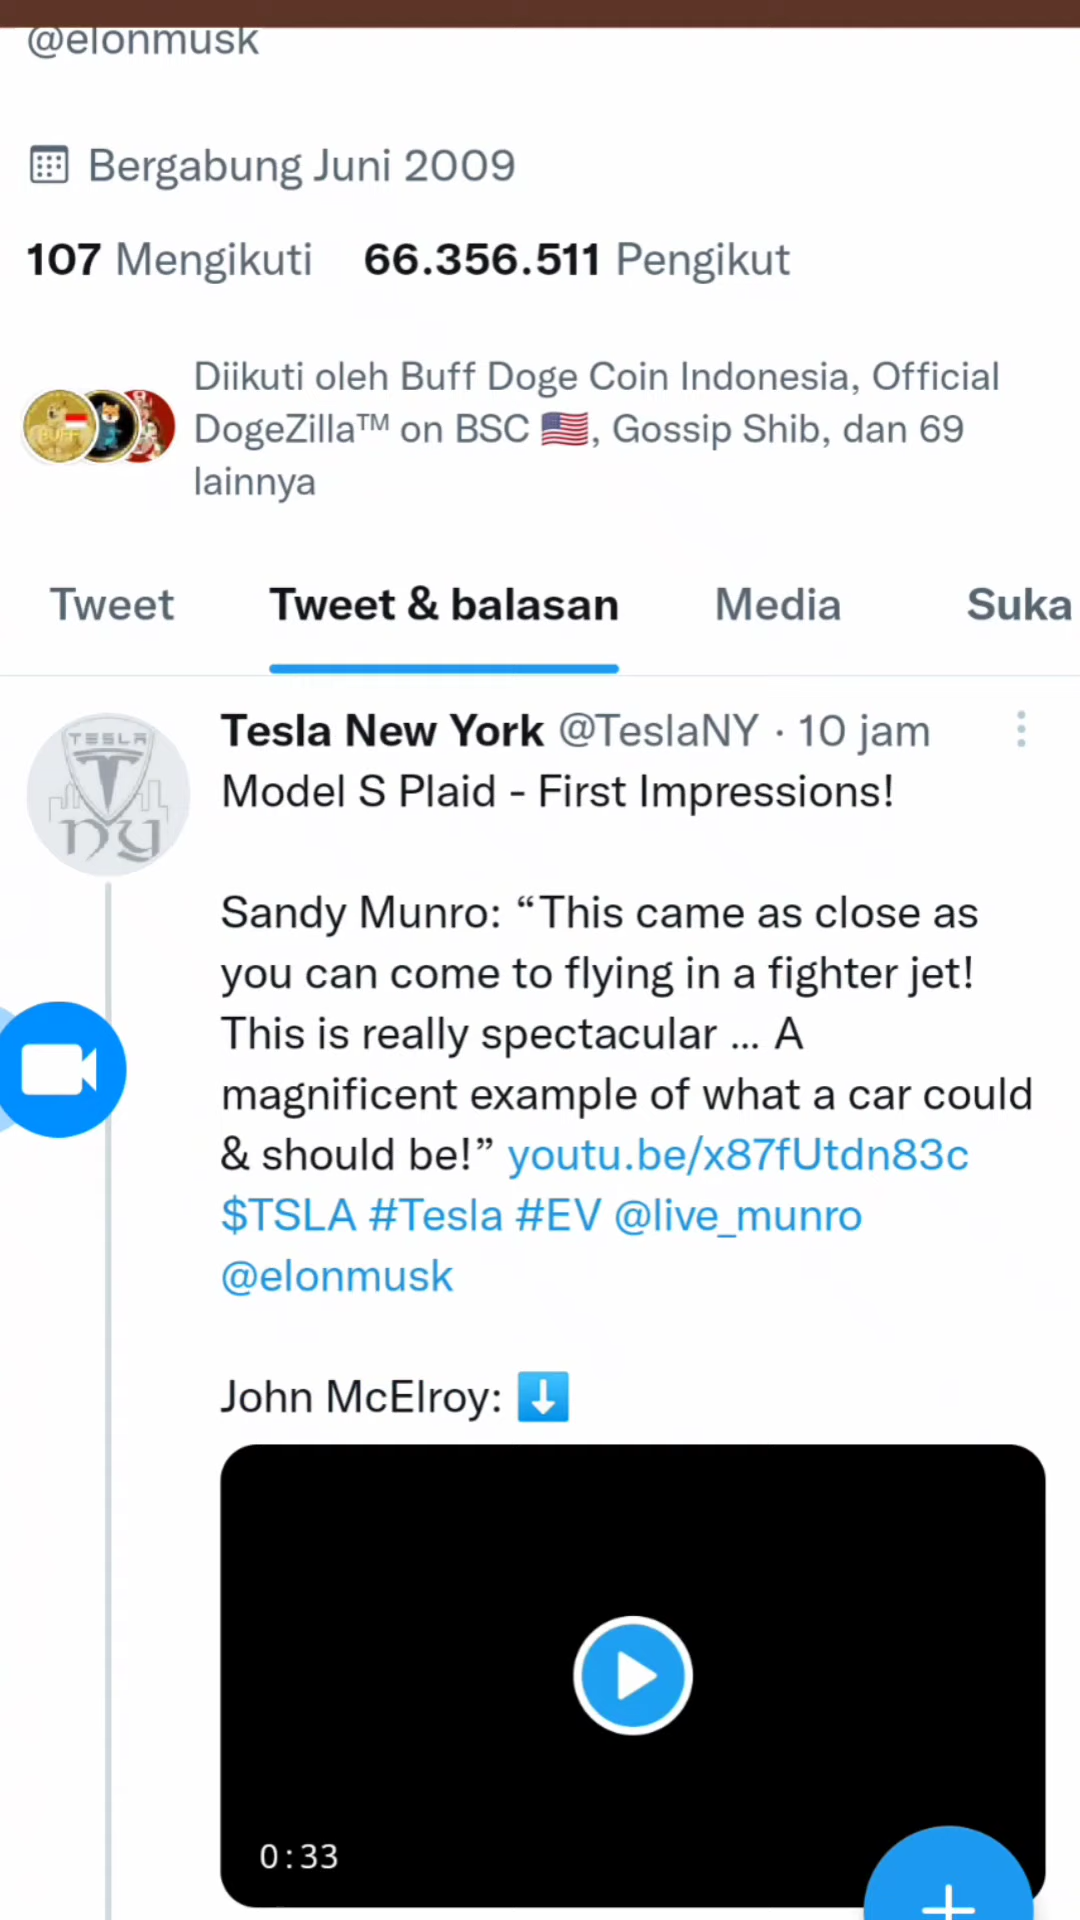 @elonmusk
Bergabung Juni 2009
107 Mengikuti 66.356.511 Pengikut
Diikuti oleh Buff Doge Coin Indonesia, Official
DogeZilla™ on BSC 🇺🇸, Gossip Shib, dan 69
lainnya
Tweet Tweet & balasan Media Suka
TESLA
NY
Tesla New York @TeslaNY · 10 jam
Model S Plaid - First Impressions!
Sandy Munro: “This came as close as
you can come to flying in a fighter jet!
This is really spectacular ... A
magnificent example of what a car could
& should be!” youtu.be/x87fUtdn83c
$TSLA #Tesla #EV @live_munro
@elonmusk
John McElroy: ⬇️
0:33